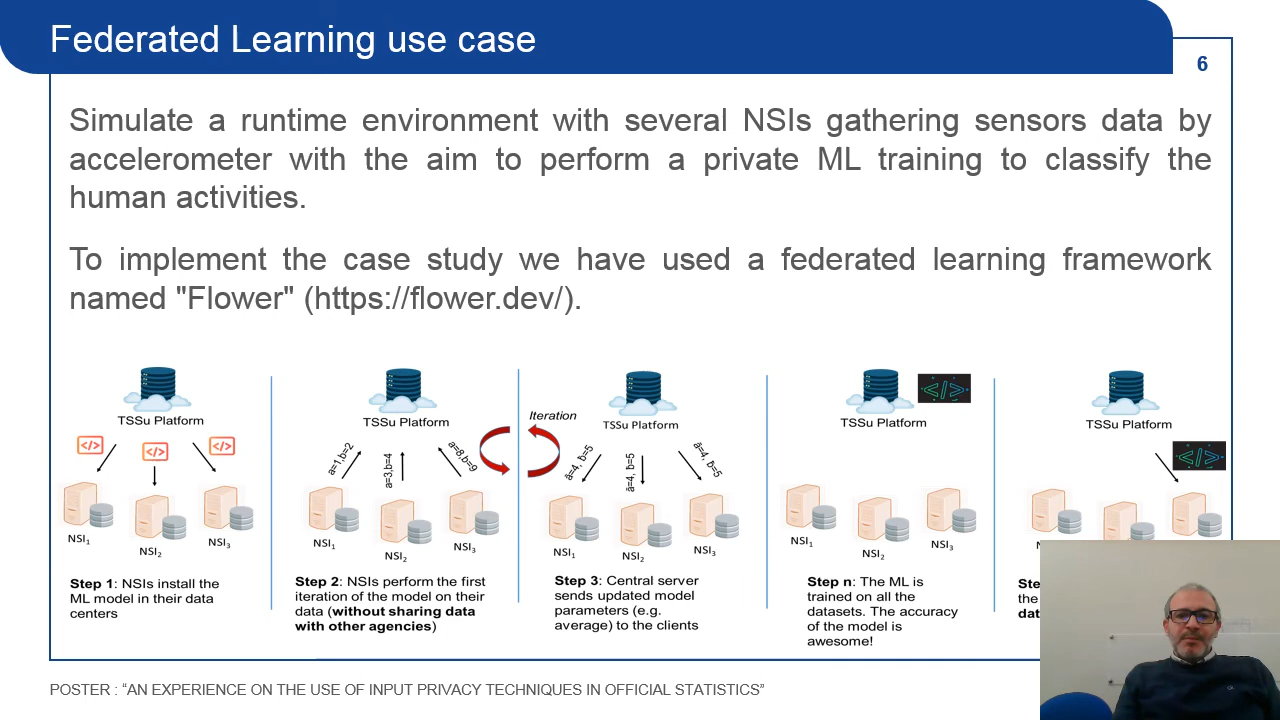 Federated Learning use case
6
Simulate a runtime environment with several NSIs gathering sensors data by
accelerometer with the aim to perform a private ML training to classify the
human activities.
To implement the case study we have used a federated learning framework
named "Flower" (https://flower.dev/).
TSSu Platform
</>
</>
</>
NSI₁
NSI₂
NSI₃
Step 1: NSIs install the
ML model in their data
centers
TSSu Platform
a=1,b=2
a=3,b=4
a=8,b=9
NSI₁
NSI₂
NSI₃
Step 2: NSIs perform the first
iteration of the model on their
data (without sharing data
with other agencies)
Iteration
TSSu Platform
ā=4, b̄=5
ā=4, b̄=5
ā=4, b̄=5
NSI₁
NSI₂
NSI₃
Step 3: Central server
sends updated model
parameters (e.g.
average) to the clients
TSSu Platform
</>
NSI₁
NSI₂
NSI₃
Step n: The ML is
trained on all the
datasets. The accuracy
of the model is
awesome!
TSSu Platform
</>
the
POSTER : “AN EXPERIENCE ON THE USE OF INPUT PRIVACY TECHNIQUES IN OFFICIAL STATISTICS”